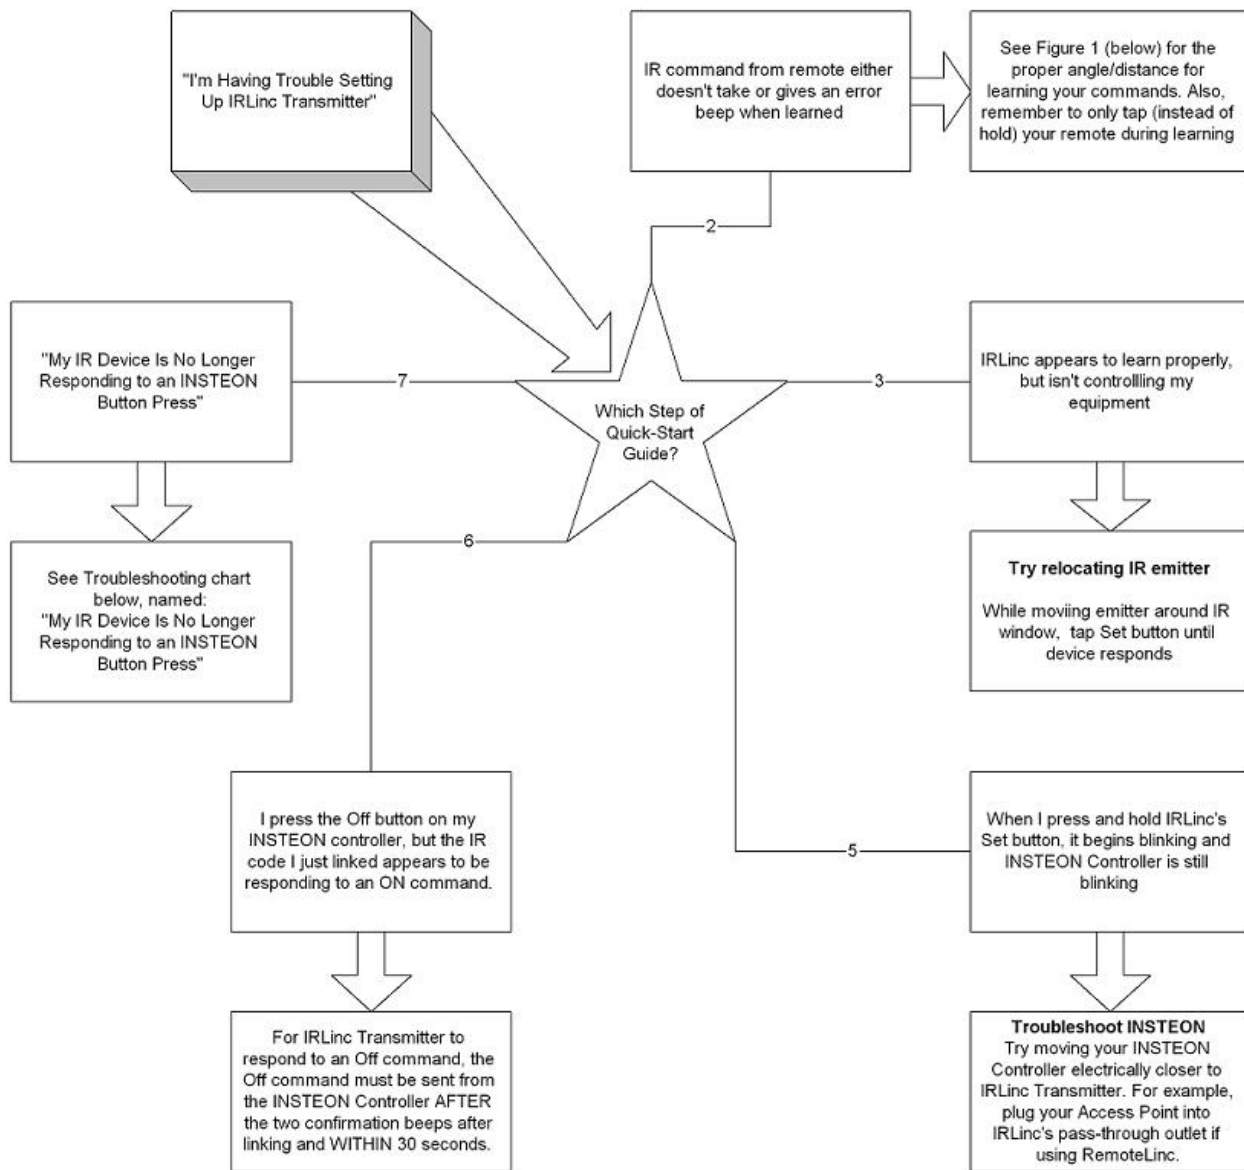 "I'm Having Trouble Setting
Up IRLinc Transmitter"
IR command from remote either
doesn't take or gives an error
beep when learned
See Figure 1 (below) for the
proper angle/distance for
learning your commands. Also,
remember to only tap (instead of
hold) your remote during learning
2
"My IR Device Is No Longer
Responding to an INSTEON
Button Press"
7
Which Step of
Quick-Start
Guide?
3
IRLinc appears to learn properly,
but isn't controllling my
equipment
See Troubleshooting chart
below, named:
"My IR Device Is No Longer
Responding to an INSTEON
Button Press"
6
Try relocating IR emitter
While moviing emitter around IR
window, tap Set button until
device responds
I press the Off button on my
INSTEON controller, but the IR
code I just linked appears to be
responding to an ON command.
5
When I press and hold IRLinc's
Set button, it begins blinking and
INSTEON Controller is still
blinking
For IRLinc Transmitter to
respond to an Off command, the
Off command must be sent from
the INSTEON Controller AFTER
the two confirmation beeps after
linking and WITHIN 30 seconds.
Troubleshoot INSTEON
Try moving your INSTEON
Controller electrically closer to
IRLinc Transmitter. For example,
plug your Access Point into
IRLinc's pass-through outlet if
using RemoteLinc.